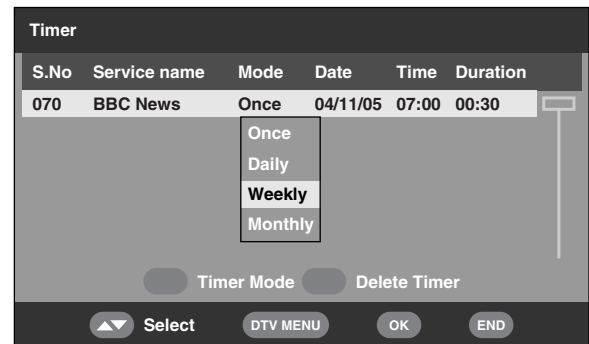 Timer
S.No Service name Mode Date Time Duration
070 BBC News Once 04/11/05 07:00 00:30
Once
Daily
Weekly
Monthly
Timer Mode Delete Timer
Select DTV MENU OK END